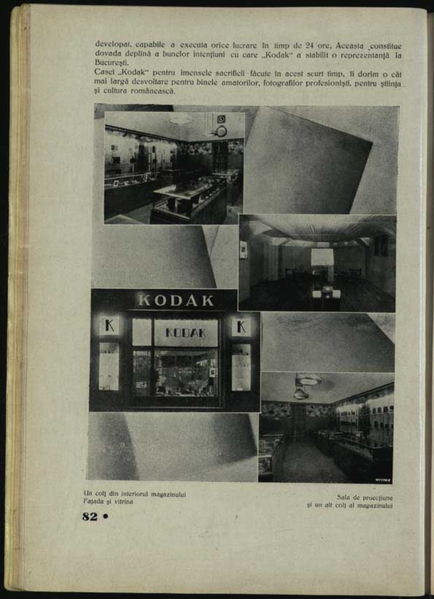 developat, capabile a executa orice lucrare în timp de 24 ore, Aceasta constitue
dovada deplină a bunelor intenţiuni cu care „Kodak“ a stabilit o reprezentanţă la
Bucureşti.
Casei „Kodak“ pentru imensele sacrificii făcute în acest scurt timp, îi dorim o cât
mai largă desvoltare pentru binele amatorilor, fotografilor profesionişti, pentru ştiinţa
şi cultura românească.
KODAK
K
KODAK
K
Un colţ din interiorul magazinului
Faţada şi vitrina
Sala de proecţiune
şi un alt colţ al magazinului
82 •